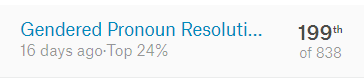 Gendered Pronoun Resoluti...
16 days ago·Top 24%
199th
of 838